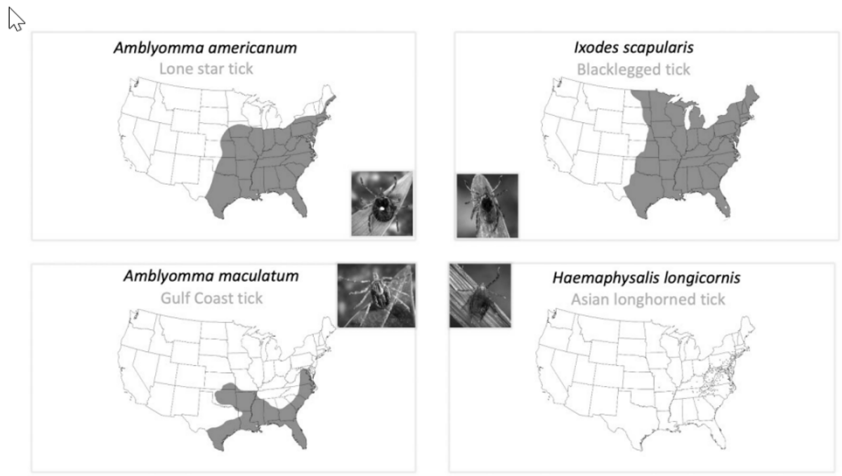 Amblyomma americanum
Lone star tick
Ixodes scapularis
Blacklegged tick
Amblyomma maculatum
Gulf Coast tick
Haemaphysalis longicornis
Asian longhorned tick